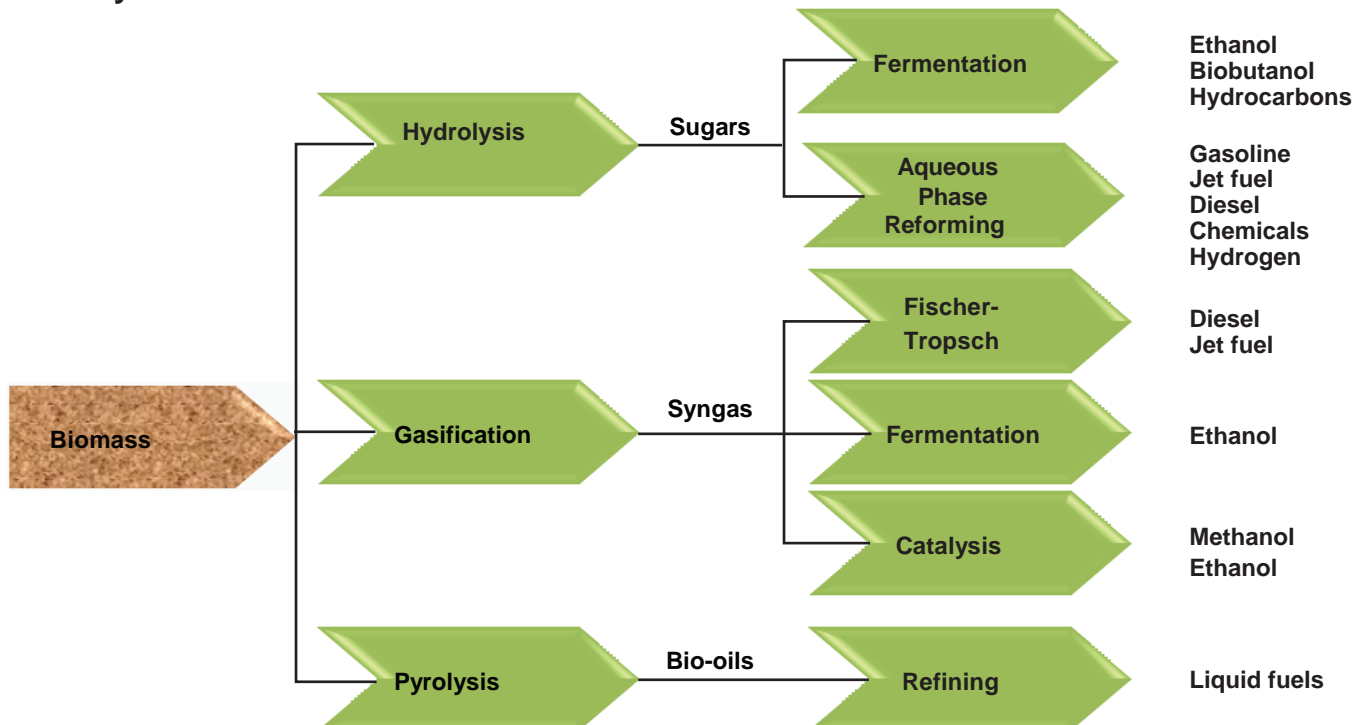 Fermentation
Ethanol
Biobutanol
Hydrocarbons
Hydrolysis
Sugars
Aqueous
Phase
Reforming
Gasoline
Jet fuel
Diesel
Chemicals
Hydrogen
Fischer-
Tropsch
Diesel
Jet fuel
Biomass
Gasification
Syngas
Fermentation
Ethanol
Catalysis
Methanol
Ethanol
Pyrolysis
Bio-oils
Refining
Liquid fuels